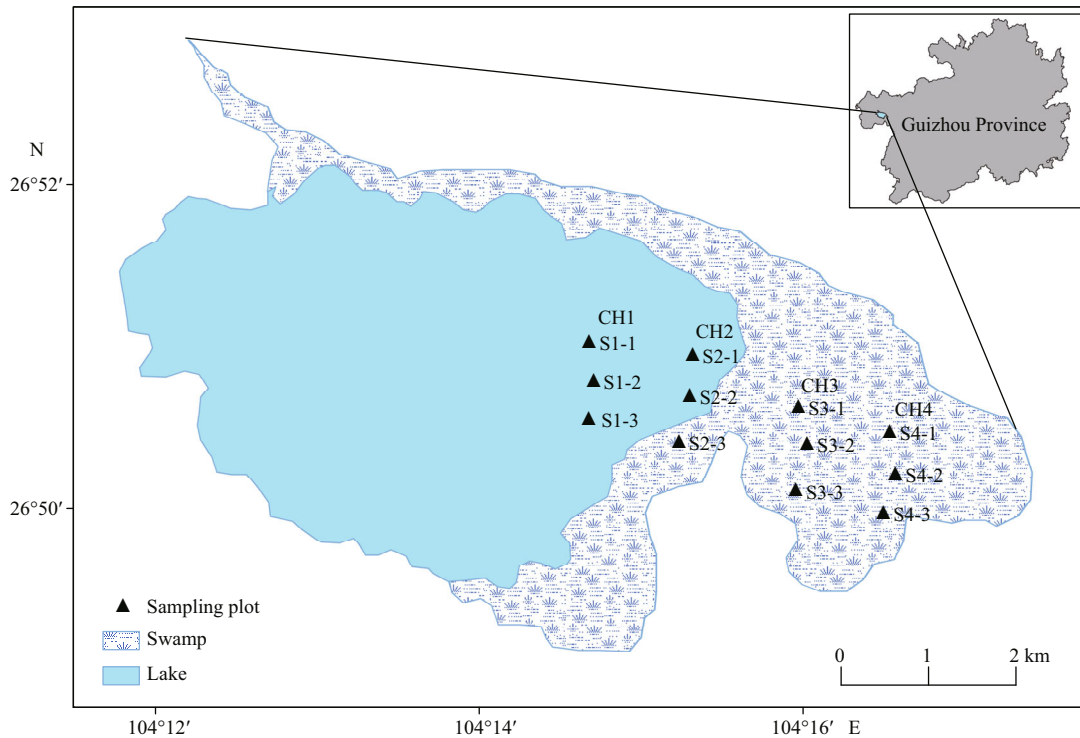 Guizhou Province
N
26°52′
CH1
S1-1
CH2
S2-1
S1-2
S2-2
CH3
S3-1
S1-3
CH4
S4-1
S2-3
S3-2
S4-2
S3-3
26°50′
S4-3
Sampling plot
Swamp
Lake
0 1 2 km
104°12′ 104°14′ 104°16′ E